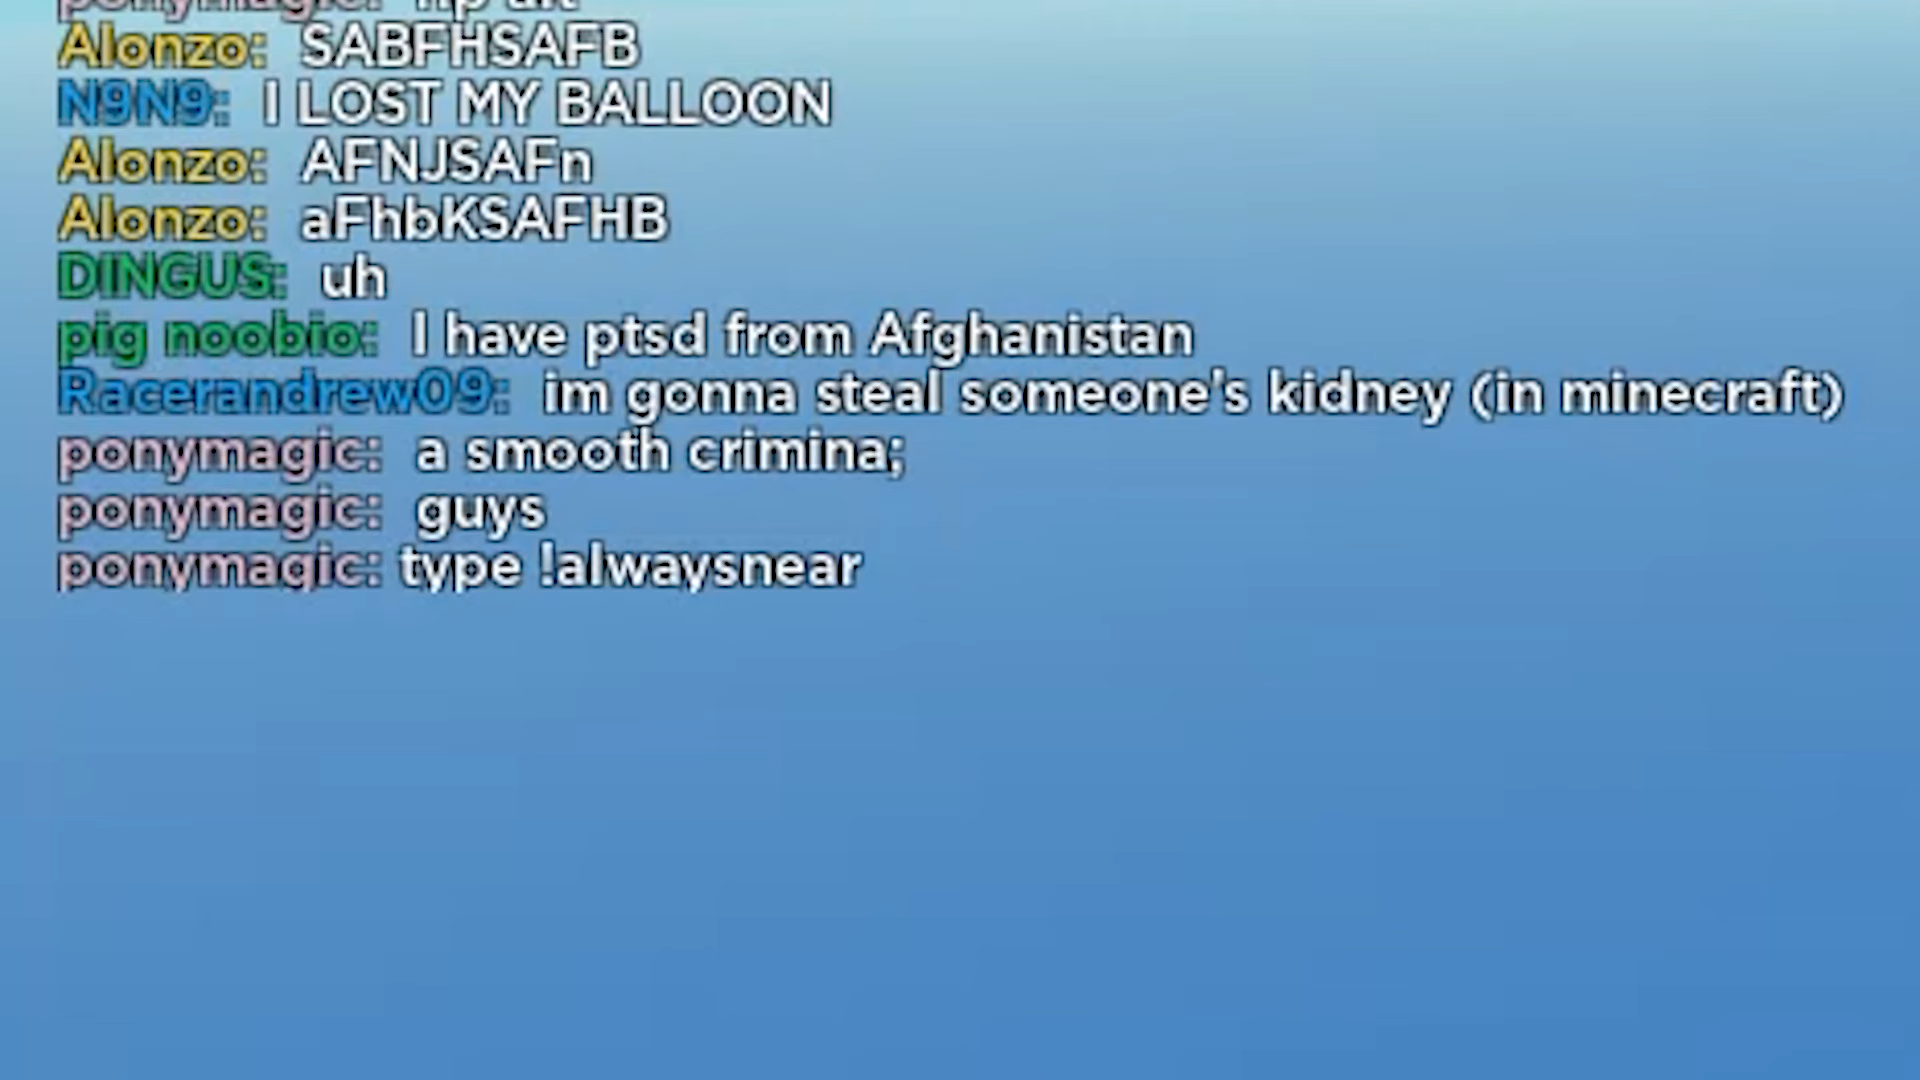 ponymagic:
Alonzo: SABFHSAFB
N9N9: I LOST MY BALLOON
Alonzo: AFNJSAFn
Alonzo: aFhbKSAFHB
DINGUS: uh
pig noobio: I have ptsd from Afghanistan
Racerandrew09: im gonna steal someone's kidney (in minecraft)
ponymagic: a smooth crimina;
ponymagic: guys
ponymagic: type !alwaysnear